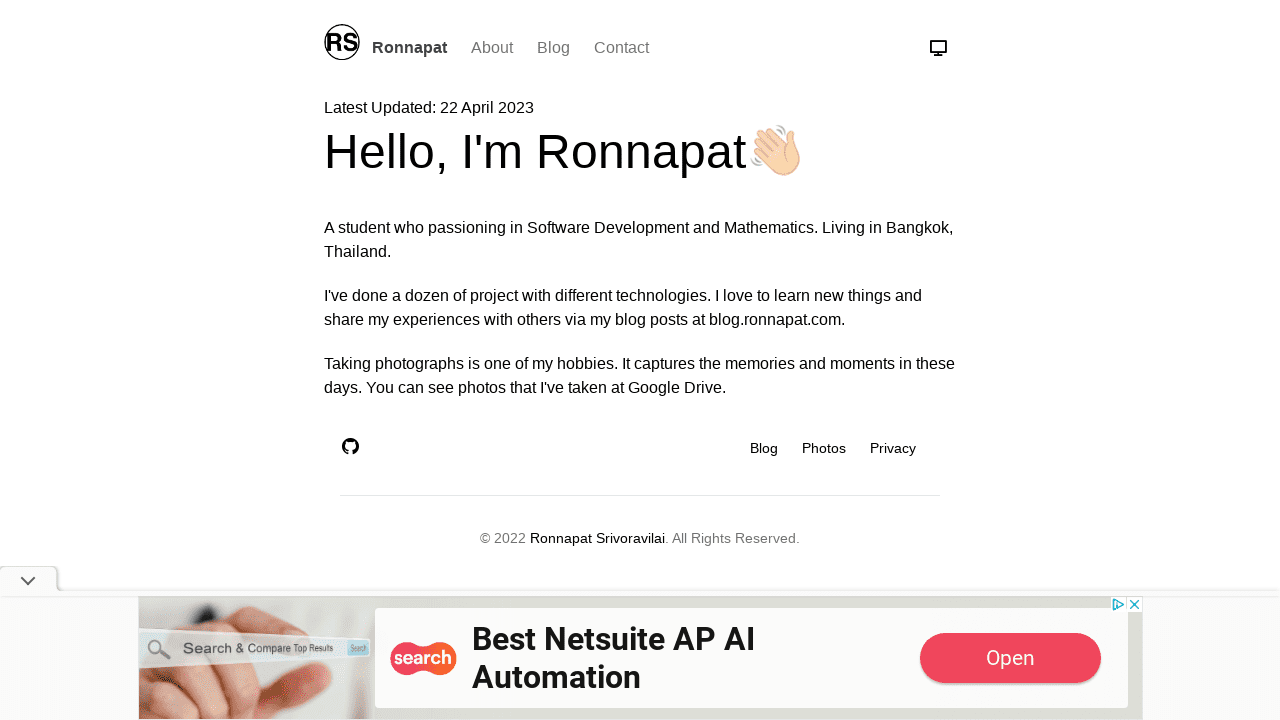 RS Ronnapat About Blog Contact
Latest Updated: 22 April 2023
Hello, I'm Ronnapat👋🏼
A student who passioning in Software Development and Mathematics. Living in Bangkok,
Thailand.
I've done a dozen of project with different technologies. I love to learn new things and
share my experiences with others via my blog posts at blog.ronnapat.com.
Taking photographs is one of my hobbies. It captures the memories and moments in these
days. You can see photos that I've taken at Google Drive.
Blog Photos Privacy
© 2022 Ronnapat Srivoravilai. All Rights Reserved.
Search & Compare Top Results Search
search
Best Netsuite AP AI
Automation
Open